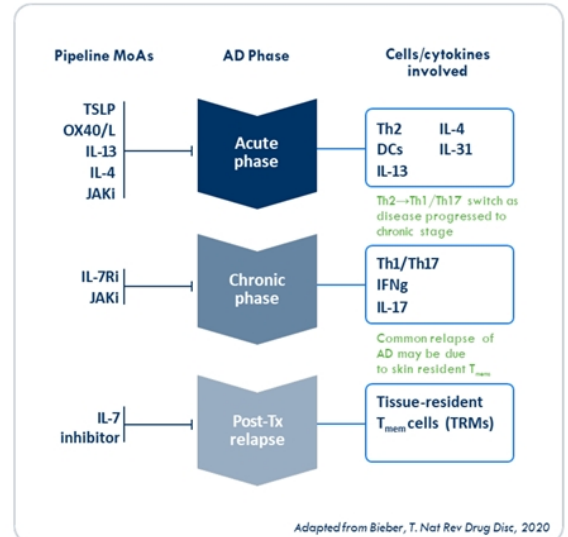 Pipeline MoAs
AD Phase
Cells/cytokines
involved
TSLP
OX40/L
IL-13
IL-4
JAKi
Acute
phase
Th2 IL-4
DCs IL-31
IL-13
Th2→Th1/Th17 switch as
disease progressed to
chronic stage
IL-7Ri
JAKi
Chronic
phase
Th1/Th17
IFNg
IL-17
Common relapse of
AD may be due
to skin resident Tmem
IL-7
inhibitor
Post-Tx
relapse
Tissue-resident
Tmem cells (TRMs)
Adapted from Bieber, T. Nat Rev Drug Disc, 2020